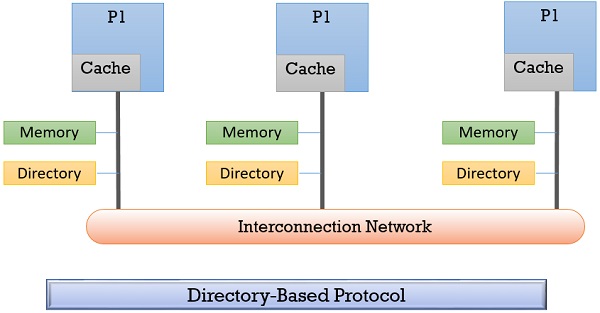 P1 P1 P1
Cache Cache Cache
Memory Memory Memory
Directory Directory Directory
Interconnection Network
Directory-Based Protocol